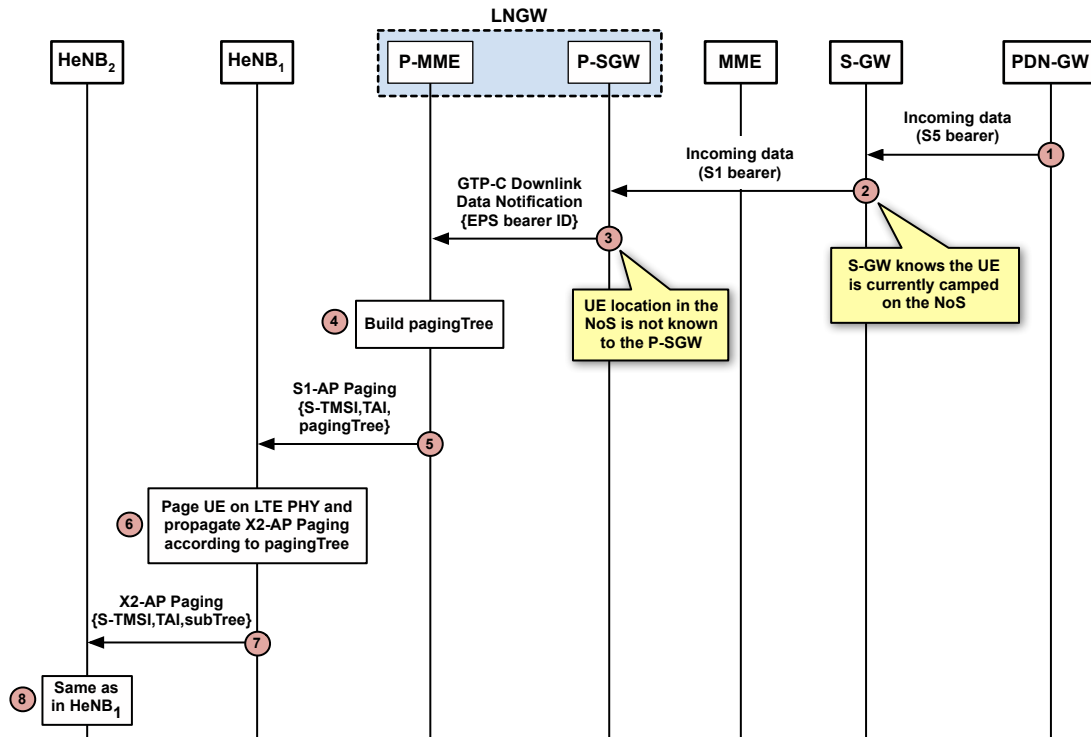 LNGW
HeNB2
HeNB1
P-MME
P-SGW
MME
S-GW
PDN-GW
Incoming data
(S5 bearer)
1
Incoming data
(S1 bearer)
2
GTP-C Downlink
Data Notification
{EPS bearer ID}
3
S-GW knows the UE
is currently camped
on the NoS
UE location in the
NoS is not known
to the P-SGW
4
Build pagingTree
S1-AP Paging
{S-TMSI,TAI,
pagingTree}
5
6
Page UE on LTE PHY and
propagate X2-AP Paging
according to pagingTree
X2-AP Paging
{S-TMSI,TAI,subTree}
7
8
Same as
in HeNB1